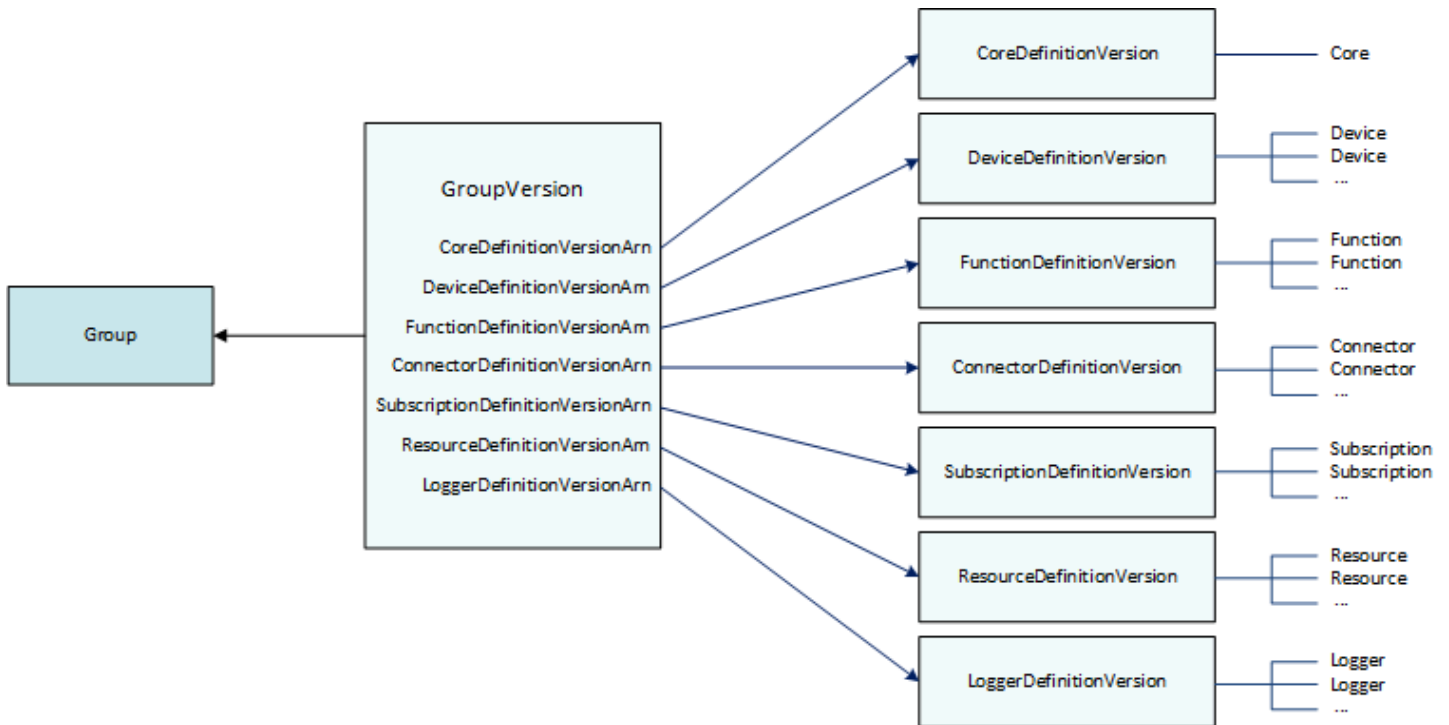 Group
GroupVersion
CoreDefinitionVersionArn
DeviceDefinitionVersionArn
FunctionDefinitionVersionArn
ConnectorDefinitionVersionArn
SubscriptionDefinitionVersionArn
ResourceDefinitionVersionArn
LoggerDefinitionVersionArn
CoreDefinitionVersion
Core
DeviceDefinitionVersion
Device
Device
...
FunctionDefinitionVersion
Function
Function
...
ConnectorDefinitionVersion
Connector
Connector
...
SubscriptionDefinitionVersion
Subscription
Subscription
...
ResourceDefinitionVersion
Resource
Resource
...
LoggerDefinitionVersion
Logger
Logger
...